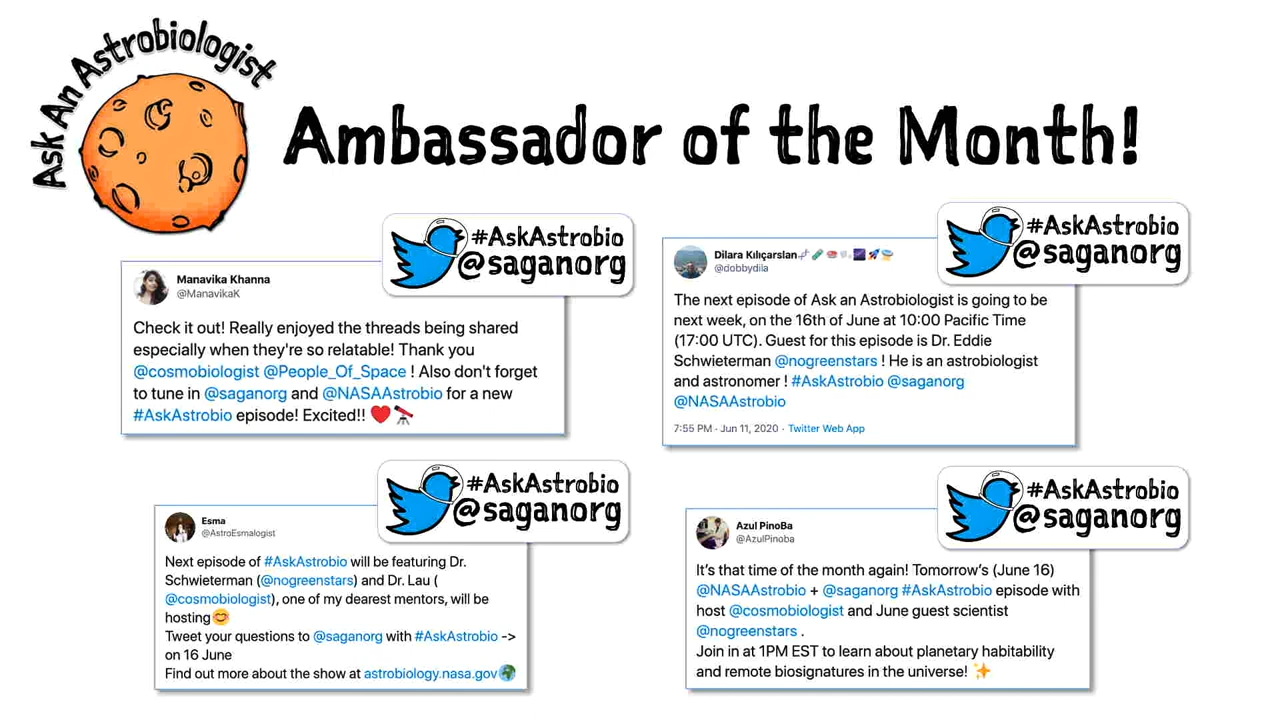 Ask An Astrobiologist
Ambassador of the Month!
#AskAstrobio
@saganorg
Manavika Khanna
@ManavikaK
Check it out! Really enjoyed the threads being shared
especially when they're so relatable! Thank you
@cosmobiologist @People_Of_Space ! Also don't forget
to tune in @saganorg and @NASAAstrobio for a new
#AskAstrobio episode! Excited!! ❤️🔭
#AskAstrobio
@saganorg
Dilara Kılıçarslan
@dobbydila
The next episode of Ask an Astrobiologist is going to be
next week, on the 16th of June at 10:00 Pacific Time
(17:00 UTC). Guest for this episode is Dr. Eddie
Schwieterman @nogreenstars ! He is an astrobiologist
and astronomer ! #AskAstrobio @saganorg
@NASAAstrobio
7:55 PM · Jun 11, 2020 · Twitter Web App
#AskAstrobio
@saganorg
Esma
@AstroEsmalogist
Next episode of #AskAstrobio will be featuring Dr.
Schwieterman (@nogreenstars) and Dr. Lau (
@cosmobiologist), one of my dearest mentors, will be
hosting😊
Tweet your questions to @saganorg with #AskAstrobio ->
on 16 June
Find out more about the show at astrobiology.nasa.gov🌍
#AskAstrobio
@saganorg
Azul PinoBa
@AzulPinoba
It's that time of the month again! Tomorrow's (June 16)
@NASAAstrobio + @saganorg #AskAstrobio episode with
host @cosmobiologist and June guest scientist
@nogreenstars .
Join in at 1PM EST to learn about planetary habitability
and remote biosignatures in the universe! ✨